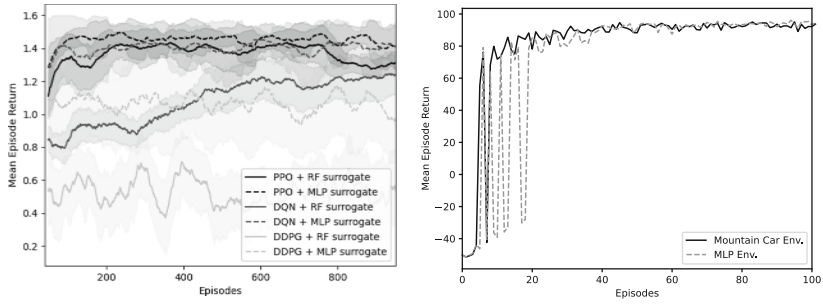 1.6
1.4
1.2
1.0
0.8
0.6
0.4
0.2
Mean Episode Return
200
400
600
800
Episodes
PPO + RF surrogate
PPO + MLP surrogate
DQN + RF surrogate
DQN + MLP surrogate
DDPG + RF surrogate
DDPG + MLP surrogate
100
80
60
40
20
0
−20
−40
Mean Episode Return
0
20
40
60
80
100
Episodes
Mountain Car Env.
MLP Env.